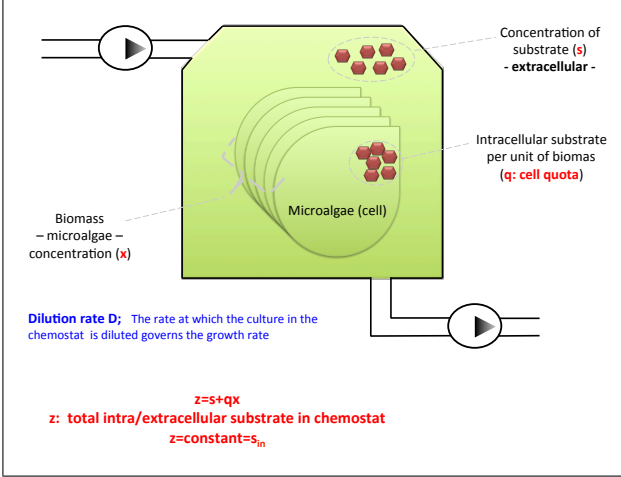 Concentration of
substrate (s)
- extracellular -
Intracellular substrate
per unit of biomas
(q: cell quota)
Microalgae (cell)
Biomass
– microalgae –
concentration (x)
Dilution rate D; The rate at which the culture in the
chemostat is diluted governs the growth rate
z=s+qx
z: total intra/extracellular substrate in chemostat
z=constant=sin